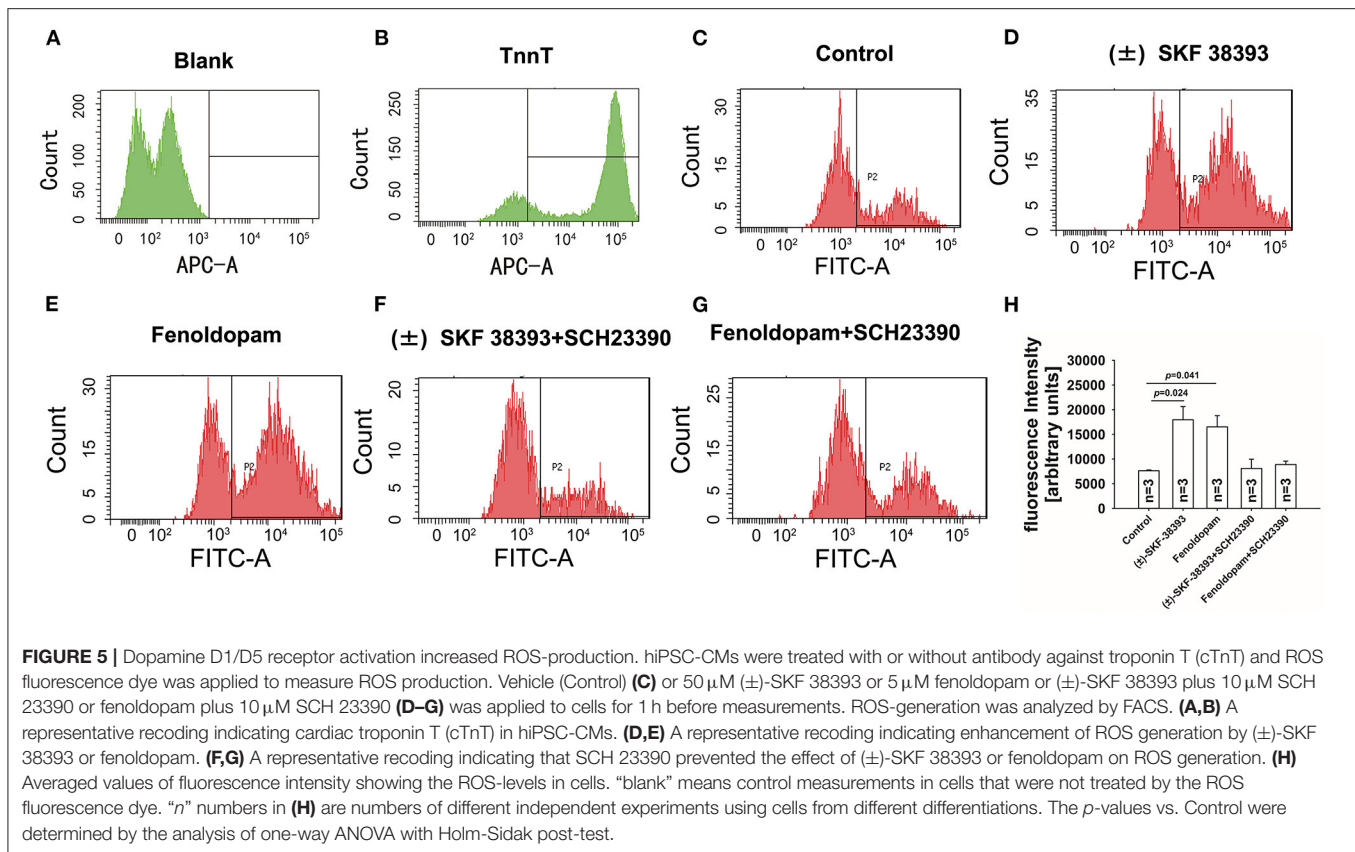 A
Blank
Count
200
150
100
50
0
0 10² 10³ 10⁴ 10⁵
APC-A
B
TnnT
Count
250
150
100
50
0
0 10² 10³ 10⁴ 10⁵
APC-A
C
Control
Count
30
15
10
5
0
P2
0 10² 10³ 10⁴ 10⁵
FITC-A
D
(±) SKF 38393
Count
35
15
10
5
0
P2
0 10² 10³ 10⁴ 10⁵
FITC-A
E
Fenoldopam
Count
30
15
10
5
0
P2
0 10² 10³ 10⁴ 10⁵
FITC-A
F
(±) SKF 38393+SCH23390
Count
20
15
10
5
0
P2
0 10² 10³ 10⁴ 10⁵
FITC-A
G
Fenoldopam+SCH23390
Count
25
15
10
5
0
P2
0 10² 10³ 10⁴ 10⁵
FITC-A
H
fluorescence Intensity
[arblitrary units]
30000
25000
20000
15000
10000
5000
0
p=0.041
p=0.024
n=3
n=3
n=3
n=3
n=3
Control
(±)-SKF-38393
Fenoldopam
(±)-SKF-38393+SCH23390
Fenoldopam+SCH23390
FIGURE 5 | Dopamine D1/D5 receptor activation increased ROS-production. hiPSC-CMs were treated with or without antibody against troponin T (cTnT) and ROS
fluorescence dye was applied to measure ROS production. Vehicle (Control) (C) or 50 µM (±)-SKF 38393 or 5 µM fenoldopam or (±)-SKF 38393 plus 10 µM SCH
23390 or fenoldopam plus 10 µM SCH 23390 (D–G) was applied to cells for 1 h before measurements. ROS-generation was analyzed by FACS. (A,B) A
representative recoding indicating cardiac troponin T (cTnT) in hiPSC-CMs. (D,E) A representative recoding indicating enhancement of ROS generation by (±)-SKF
38393 or fenoldopam. (F,G) A representative recoding indicating that SCH 23390 prevented the effect of (±)-SKF 38393 or fenoldopam on ROS generation. (H)
Averaged values of fluorescence intensity showing the ROS-levels in cells. "blank" means control measurements in cells that were not treated by the ROS
fluorescence dye. "n" numbers in (H) are numbers of different independent experiments using cells from different differentiations. The p-values vs. Control were
determined by the analysis of one-way ANOVA with Holm-Sidak post-test.